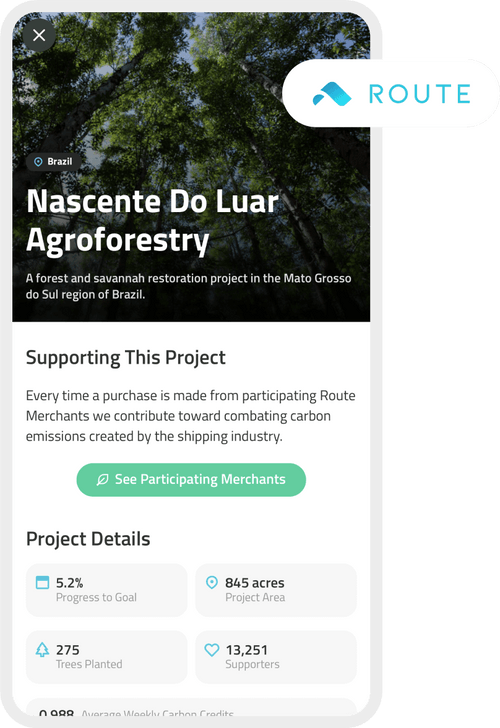 ROUTE
Brazil
Nascente Do Luar
Agroforestry
A forest and savannah restoration project in the Mato Grosso
do Sul region of Brazil.
Supporting This Project
Every time a purchase is made from participating Route
Merchants we contribute toward combating carbon
emissions created by the shipping industry.
See Participating Merchants
Project Details
5.2%
Progress to Goal
845 acres
Project Area
275
Trees Planted
13,251
Supporters
0.988 Average Weekly Carbon Credits